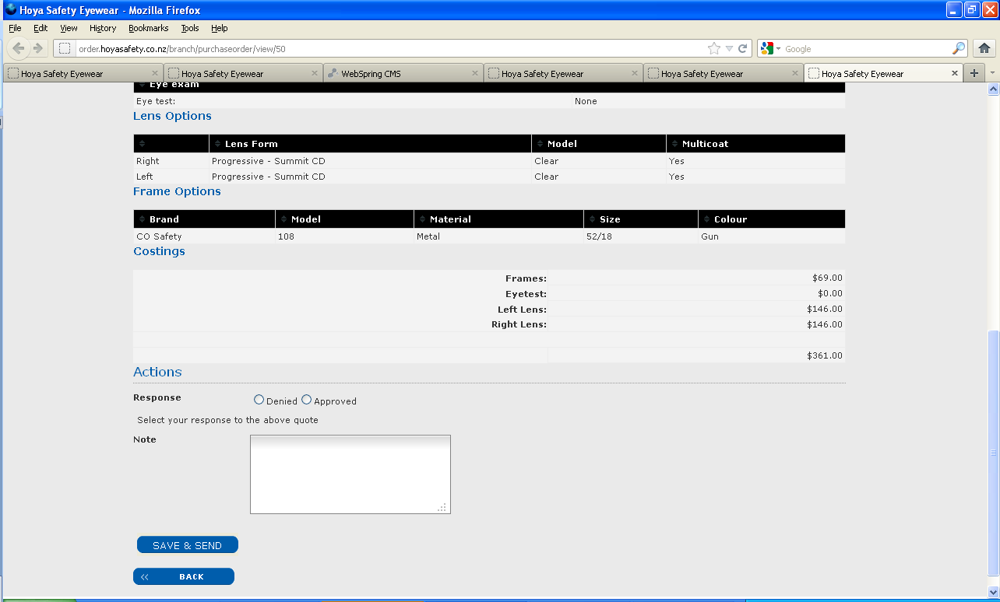 Hoya Safety Eyewear - Mozilla Firefox
File Edit View History Bookmarks Tools Help
order.hoyasafety.co.nz/branch/purchaseorder/view/50 Google
Hoya Safety Eyewear Hoya Safety Eyewear WebSpring CMS Hoya Safety Eyewear Hoya Safety Eyewear Hoya Safety Eyewear
Eye exam
Eye test: None
Lens Options
Lens Form Model Multicoat
Right Progressive - Summit CD Clear Yes
Left Progressive - Summit CD Clear Yes
Frame Options
Brand Model Material Size Colour
CO Safety 108 Metal 52/18 Gun
Costings
Frames: $69.00
Eyetest: $0.00
Left Lens: $146.00
Right Lens: $146.00
$361.00
Actions
Response Denied Approved
Select your response to the above quote
Note
SAVE & SEND
« BACK